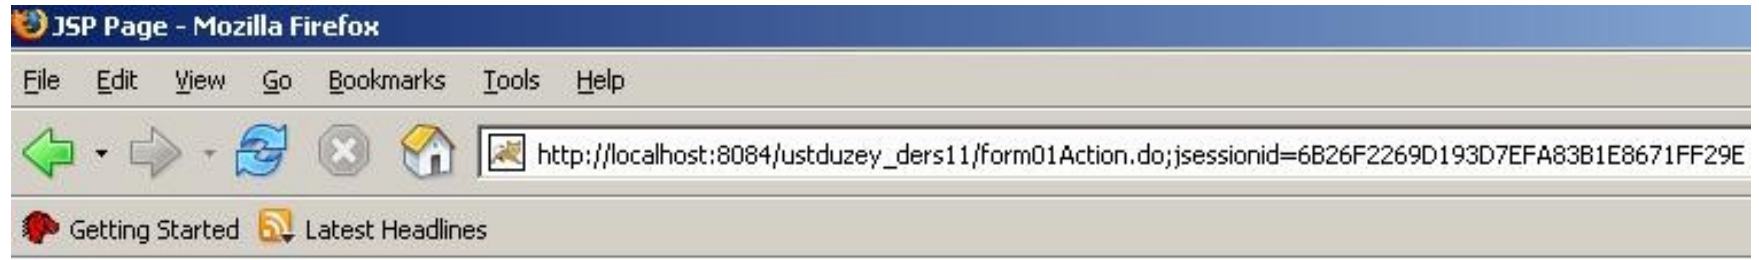 JSP Page - Mozilla Firefox
File Edit View Go Bookmarks Tools Help
http://localhost:8084/ustduzey_ders11/form01Action.do;jsessionid=6B26F2269D193D7EFA83B1E8671FF29E
Getting Started Latest Headlines